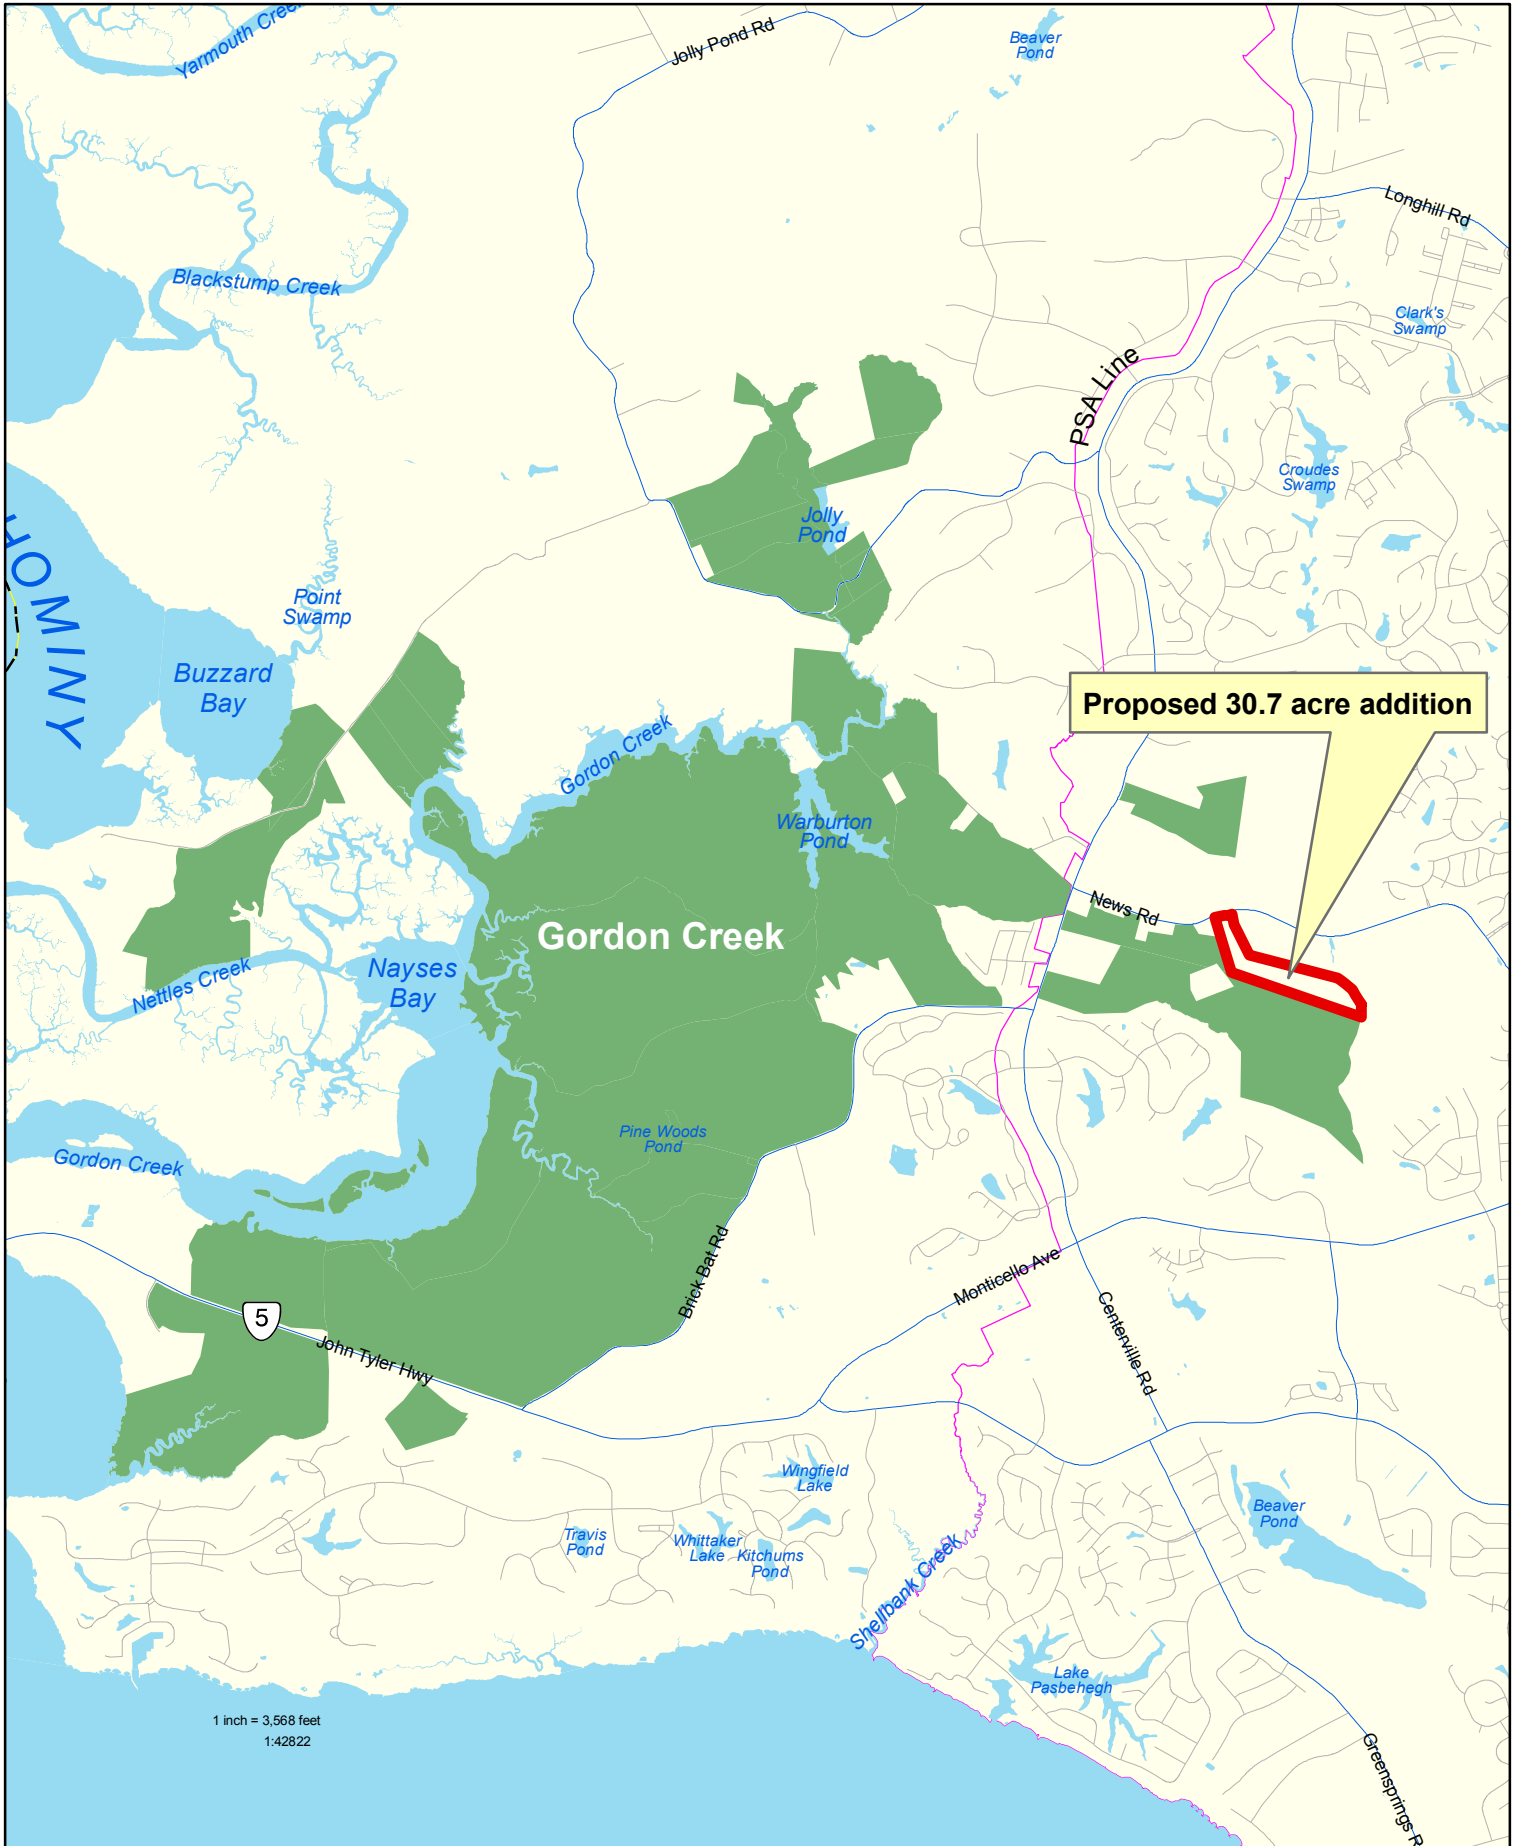 Yarmouth Creek
Jolly Pond Rd
Beaver
Pond
Longhill Rd
Blackstump Creek
Clark's
Swamp
PSA Line
Croudes
Swamp
Jolly
Pond
HOMINY
Point
Swamp
Buzzard
Bay
Proposed 30.7 acre addition
Gordon Creek
Warburton
Pond
News Rd
Gordon Creek
Nayses
Bay
Nettles Creek
Pine Woods
Pond
Gordon Creek
Brick Bat Rd
Monticello Ave
Centerville Rd
5
John Tyler Hwy
Wingfield
Lake
Beaver
Pond
Travis
Pond
Whittaker
Lake
Kitchums
Pond
Shellbank Creek
Lake
Pasbehegh
1 inch = 3,568 feet
1:42822
Greensprings R